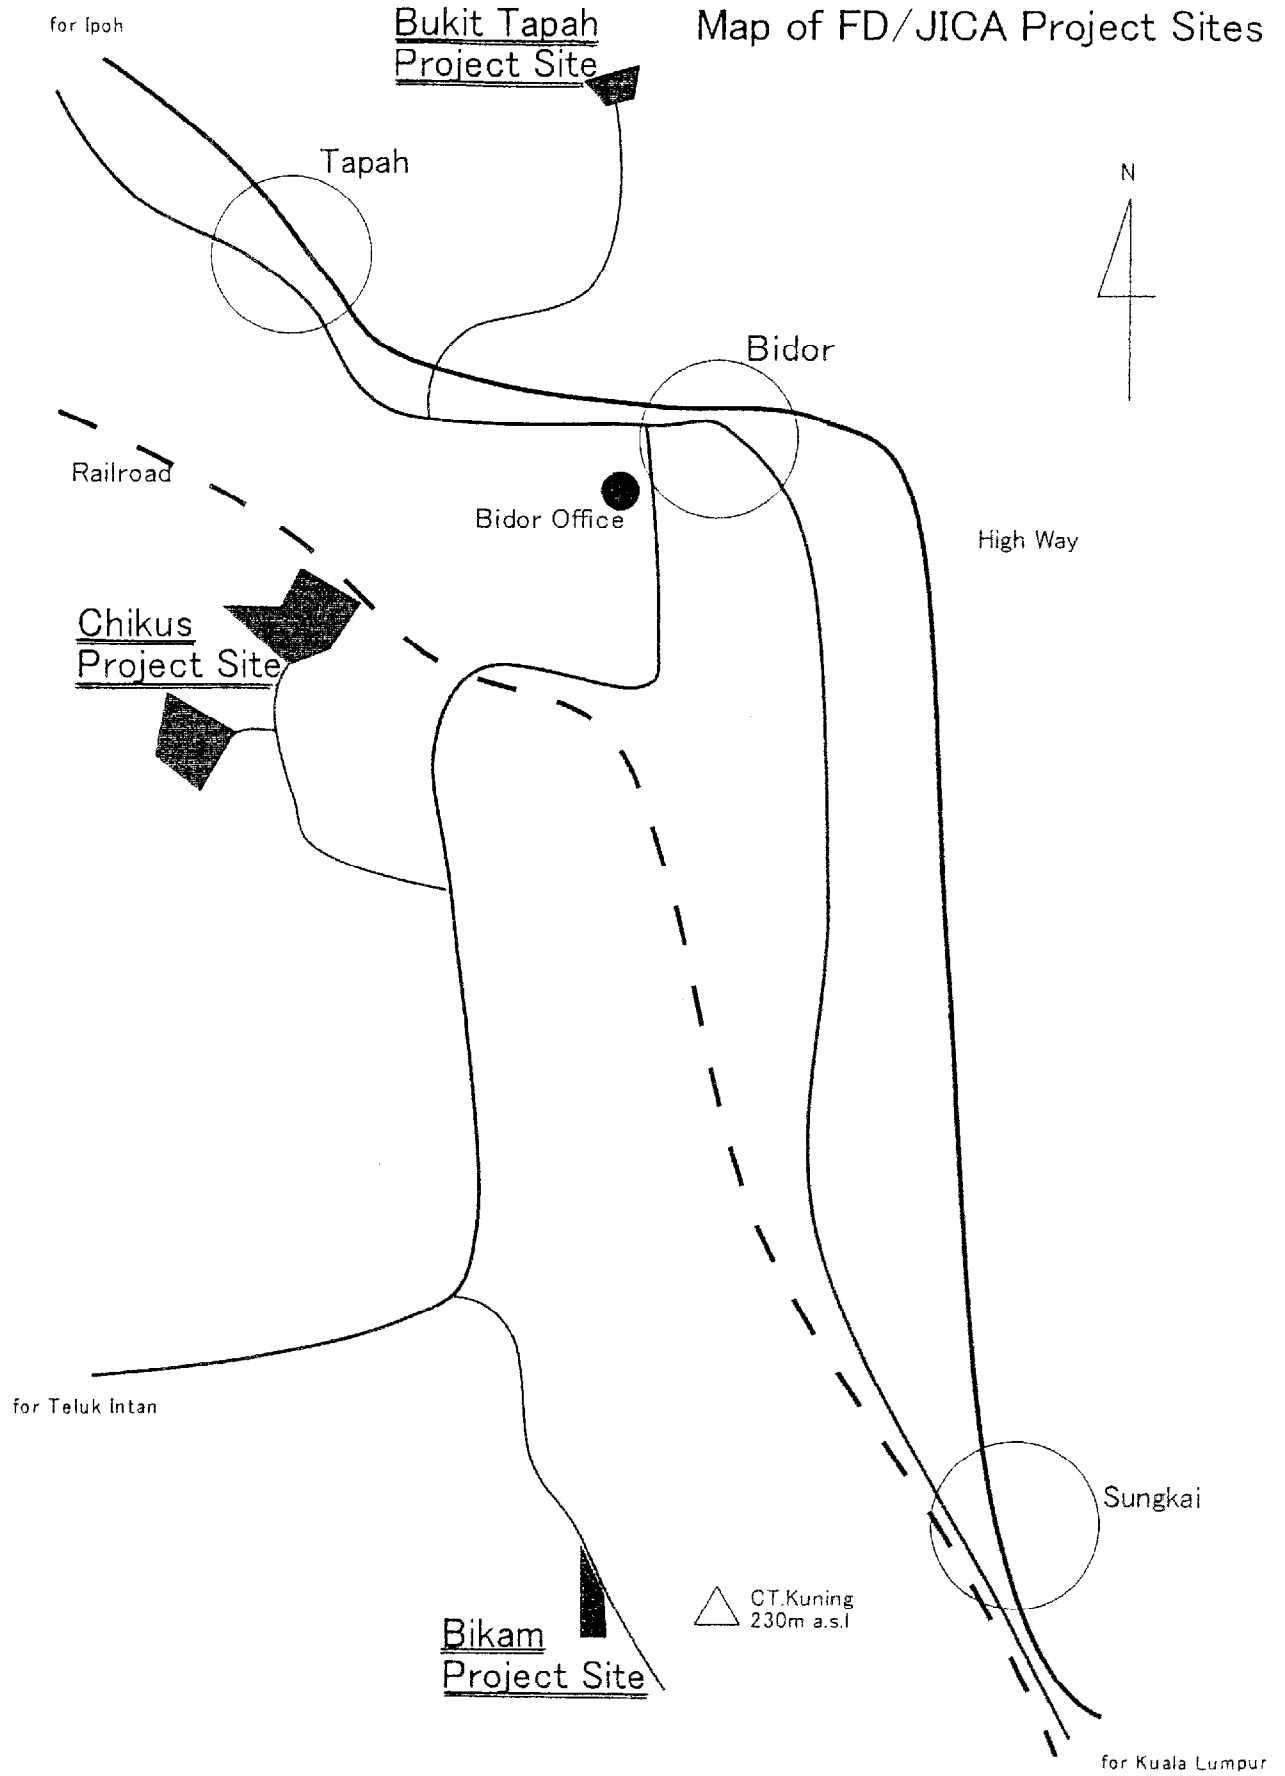 for Ipoh
Bukit Tapah
Project Site
Map of FD/JICA Project Sites
Tapah
N
Bidor
Railroad
Bidor Office
High Way
Chikus
Project Site
for Teluk Intan
Sungkai
CT.Kuning
230m a.s.l
Bikam
Project Site
for Kuala Lumpur